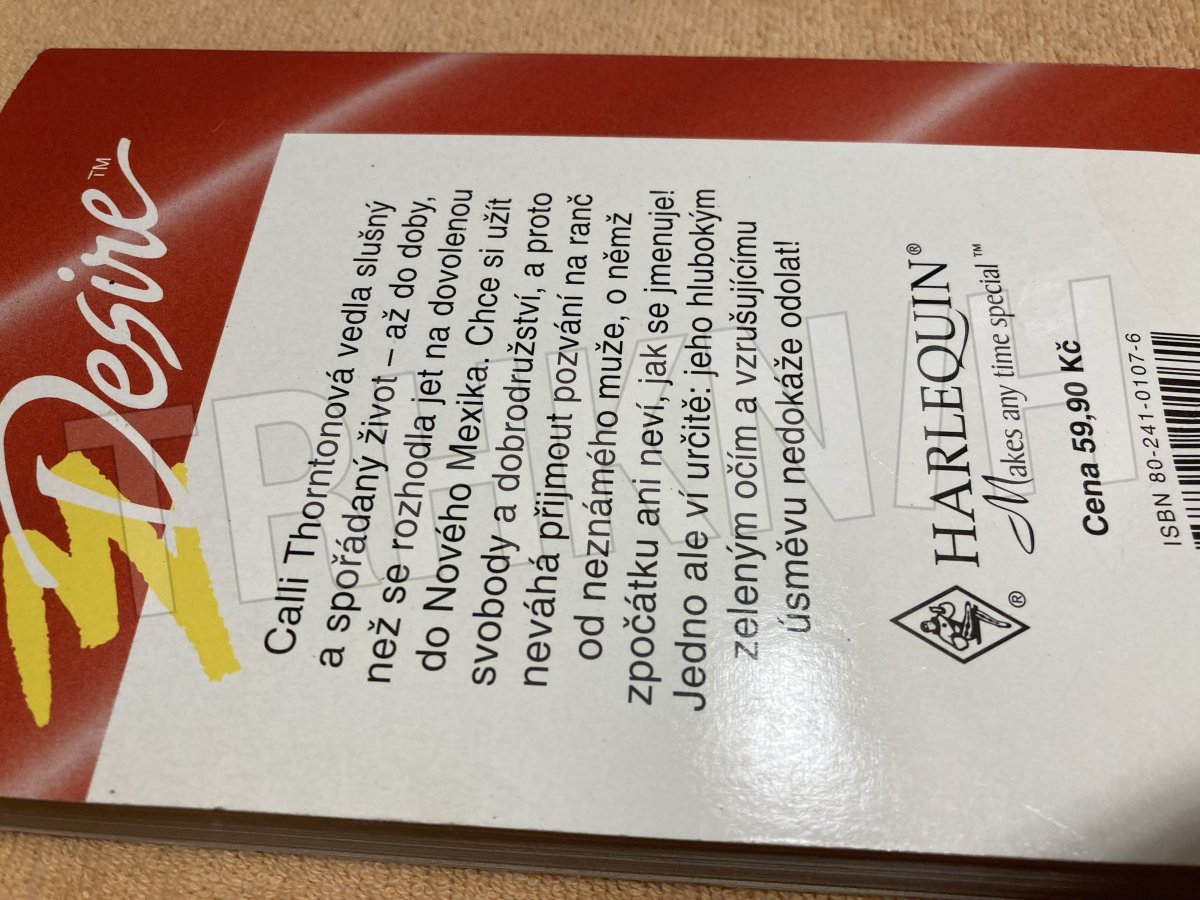 Desire™
Calli Thorntonová vedla slušný
a spořádaný život – až do doby,
než se rozhodla jet na dovolenou
do Nového Mexika. Chce si užít
svobody a dobrodružství, a proto
neváhá přijmout pozvání na ranč
od neznámého muže, o němž
zpočátku ani neví, jak se jmenuje!
Jedno ale ví určitě: jeho hlubokým
zeleným očím a vzrušujícímu
úsměvu nedokáže odolat!
HARLEQUIN®
®
Makes any time special™
Cena 59,90 Kč
ISBN 80-241-0107-6
TRHKNIH